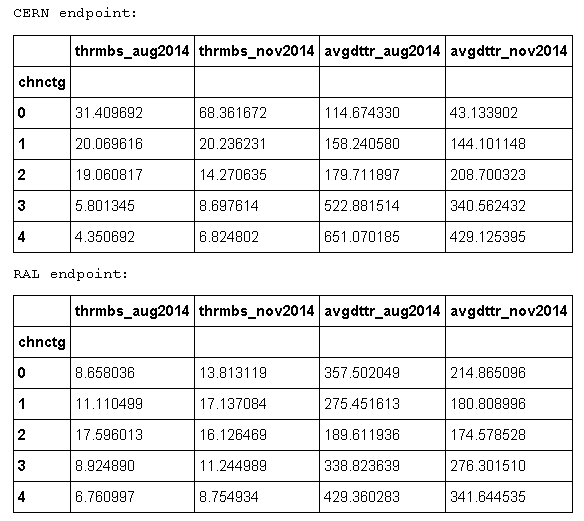 CERN endpoint:
thrmbs_aug2014 thrmbs_nov2014 avgdttr_aug2014 avgdttr_nov2014
chnctg
0 31.409692 68.361672 114.674330 43.133902
1 20.069616 20.236231 158.240580 144.101148
2 19.060817 14.270635 179.711897 208.700323
3 5.801345 8.697614 522.881514 340.562432
4 4.350692 6.824802 651.070185 429.125395
RAL endpoint:
thrmbs_aug2014 thrmbs_nov2014 avgdttr_aug2014 avgdttr_nov2014
chnctg
0 8.658036 13.813119 357.502049 214.865096
1 11.110499 17.137084 275.451613 180.808996
2 17.596013 16.126469 189.611936 174.578528
3 8.924890 11.244989 338.823639 276.301510
4 6.760997 8.754934 429.360283 341.644535